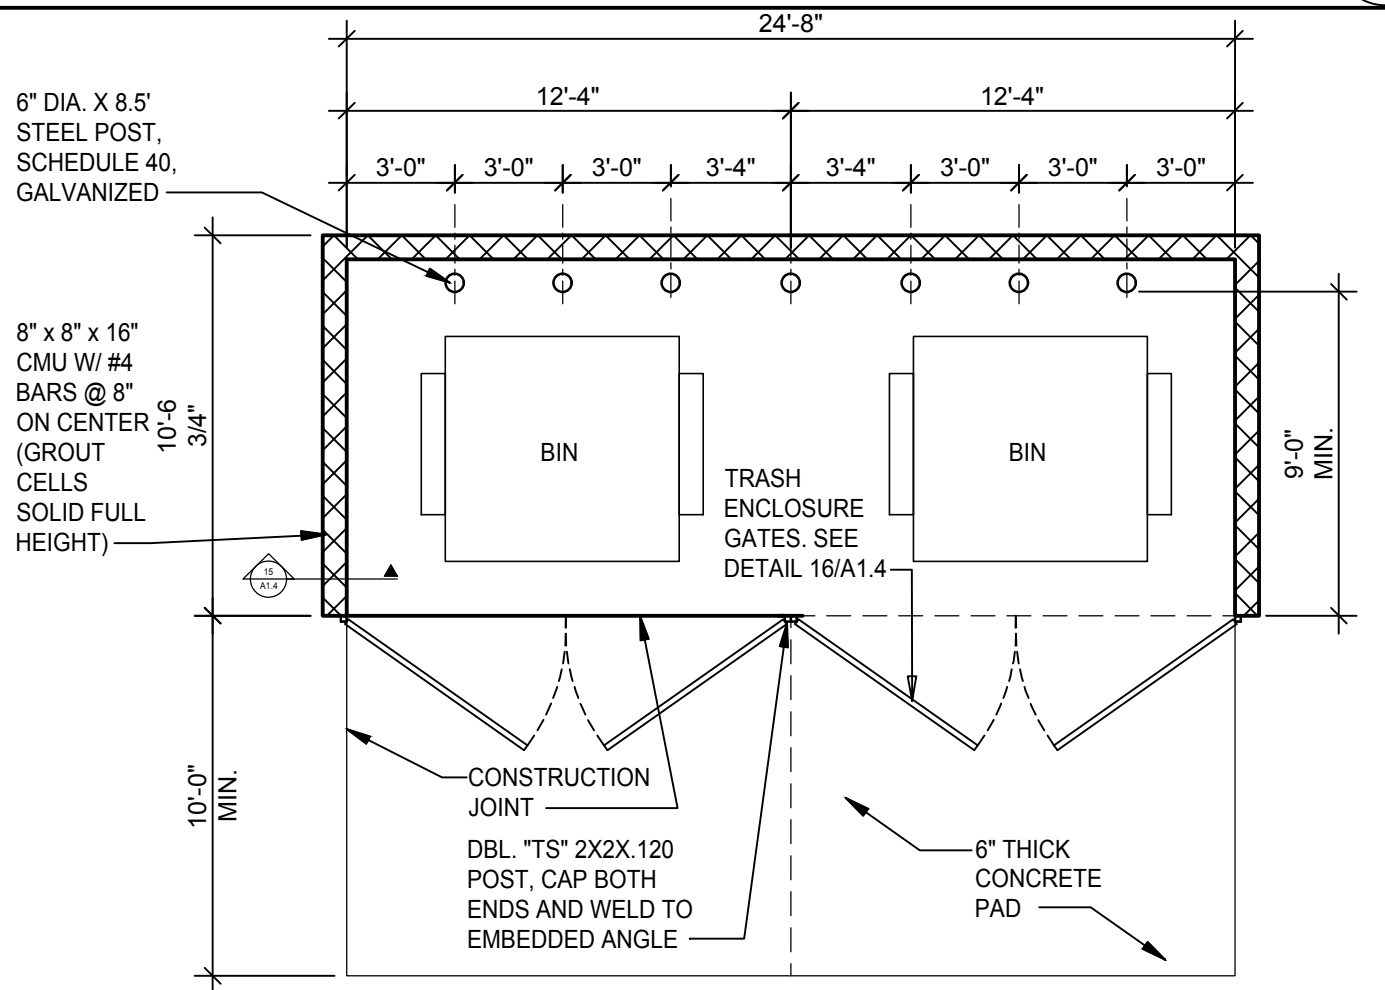 24'-8"
12'-4"
12'-4"
3'-0"
3'-0"
3'-0"
3'-4"
3'-4"
3'-0"
3'-0"
3'-0"
6" DIA. X 8.5'
STEEL POST,
SCHEDULE 40,
GALVANIZED
8" x 8" x 16"
CMU W/ #4
BARS @ 8"
ON CENTER
(GROUT
CELLS
SOLID FULL
HEIGHT)
10'-6
3/4"
BIN
BIN
9'-0"
MIN.
TRASH
ENCLOSURE
GATES. SEE
DETAIL 16/A1.4
15
A1.4
10'-0"
MIN.
CONSTRUCTION
JOINT
DBL. "TS" 2X2X.120
POST, CAP BOTH
ENDS AND WELD TO
EMBEDDED ANGLE
6" THICK
CONCRETE
PAD